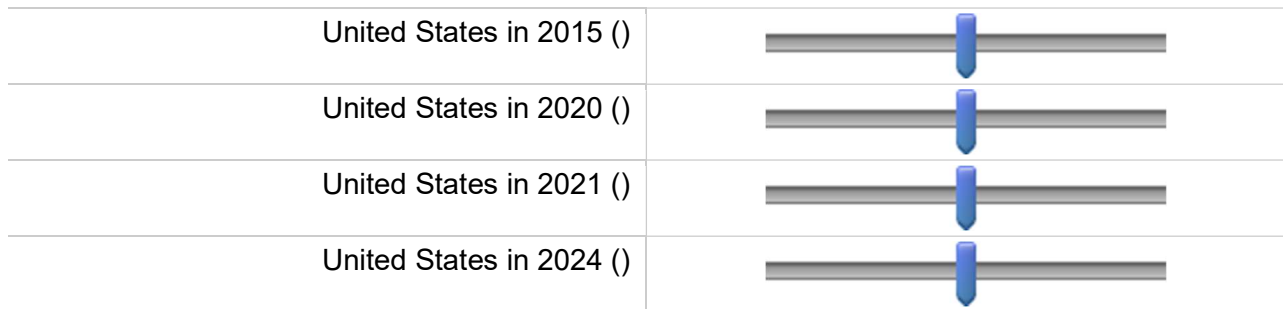 United States in 2015 ()
United States in 2020 ()
United States in 2021 ()
United States in 2024 ()